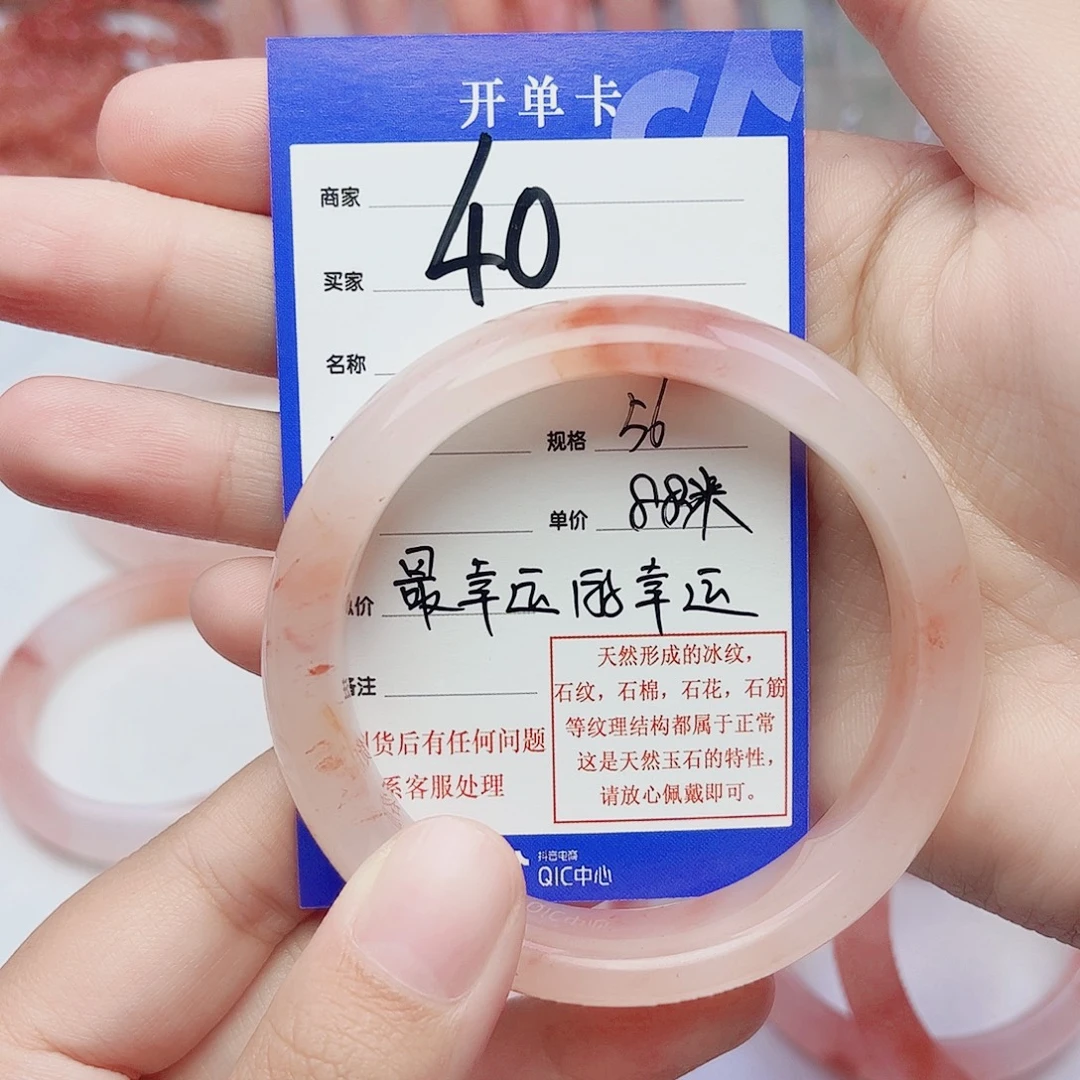 开单卡
商家
40
买家
名称
规格 56
单价 88米
价 最幸运的幸运
备注
货后有任何问题
系客服处理
天然形成的冰纹，
石纹，石棉，石花，石筋
等纹理结构都属于正常
这是天然玉石的特性，
请放心佩戴即可。
抖音电商
QIC中心